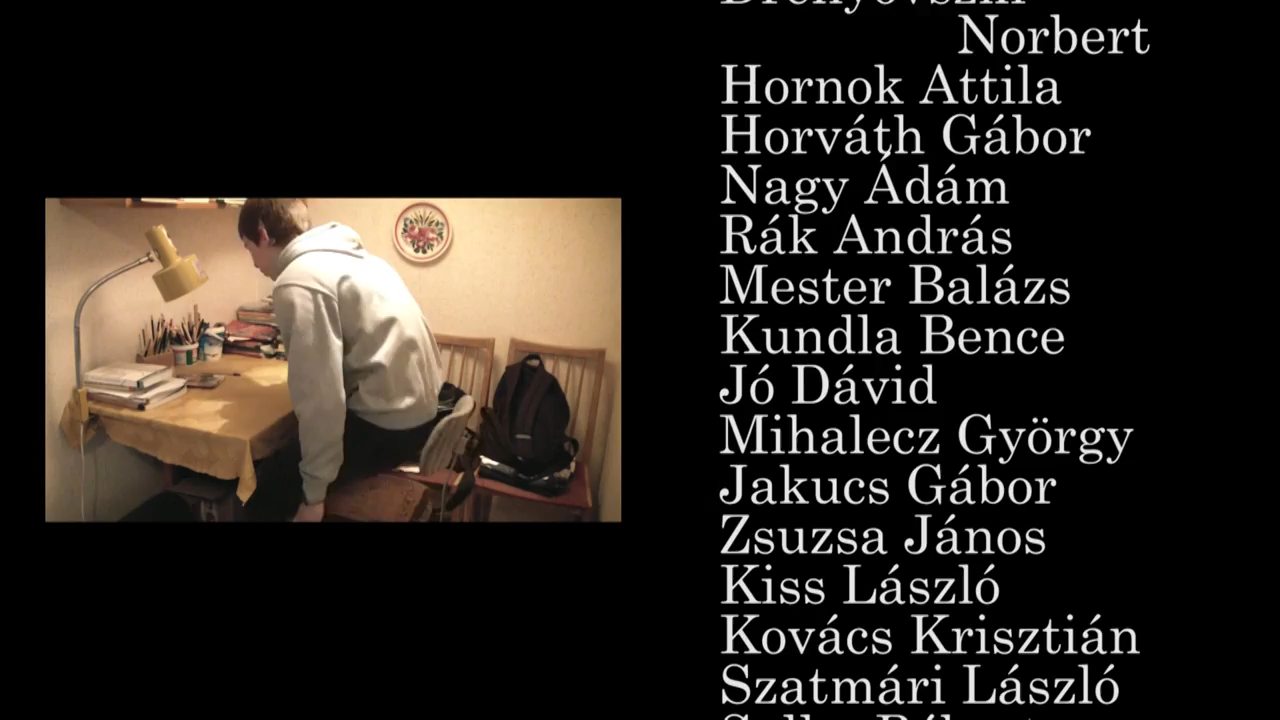 Norbert
Hornok Attila
Horváth Gábor
Nagy Ádám
Rák András
Mester Balázs
Kundla Bence
Jó Dávid
Mihalecz György
Jakucs Gábor
Zsuzsa János
Kiss László
Kovács Krisztián
Szatmári László